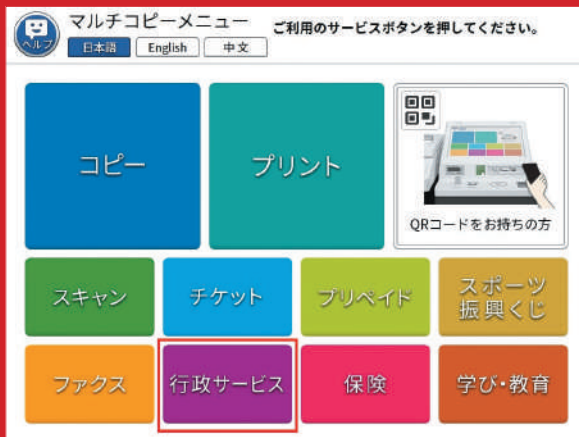 ヘルプ
マルチコピーメニュー
ご利用のサービスボタンを押してください。
日本語 English 中文
コピー
プリント
QRコードをお持ちの方
スキャン
チケット
プリペイド
スポーツ
振興くじ
ファクス
行政サービス
保険
学び・教育